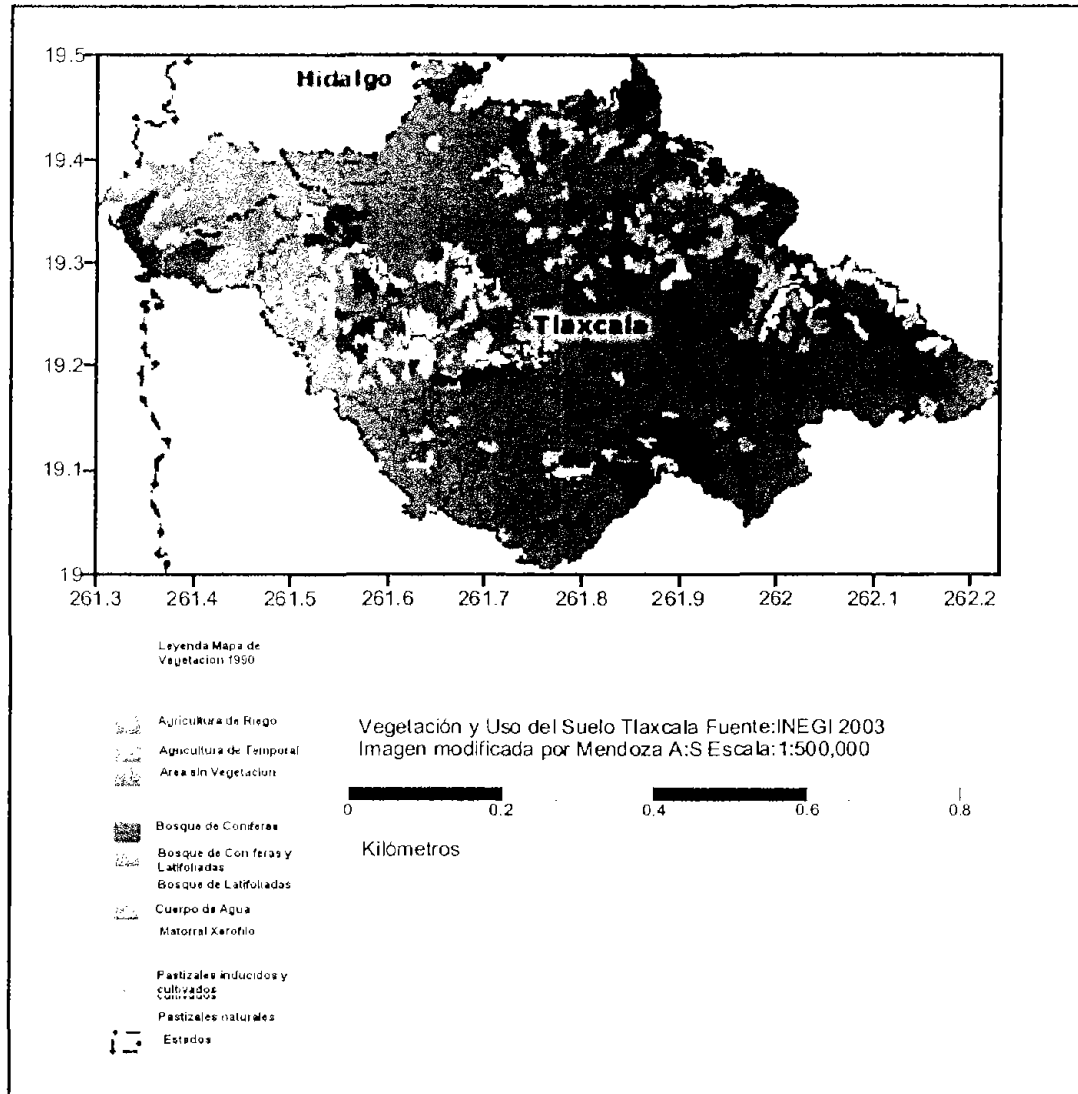 19.5
Hidalgo
19.4
19.3
Tlaxcala
19.2
19.1
19
261.3 261.4 261.5 261.6 261.7 261.8 261.9 262 262.1 262.2
Leyenda Mapa de
Vegetacion 1990
Agricultura de Riego
Agricultura de Temporal
Area sin Vegetacion
Bosque de Coniferas
Bosque de Coniferas y
Latifoliadas
Bosque de Latifoliadas
Cuerpo de Agua
Matorral Xerofilo
Pastizales inducidos y
cultivados
cultivados
Pastizales naturales
Estados
Vegetación y Uso del Suelo Tlaxcala Fuente:INEGI 2003
Imagen modificada por Mendoza A:S Escala:1:500,000
0 0.2 0.4 0.6 0.8
Kilómetros